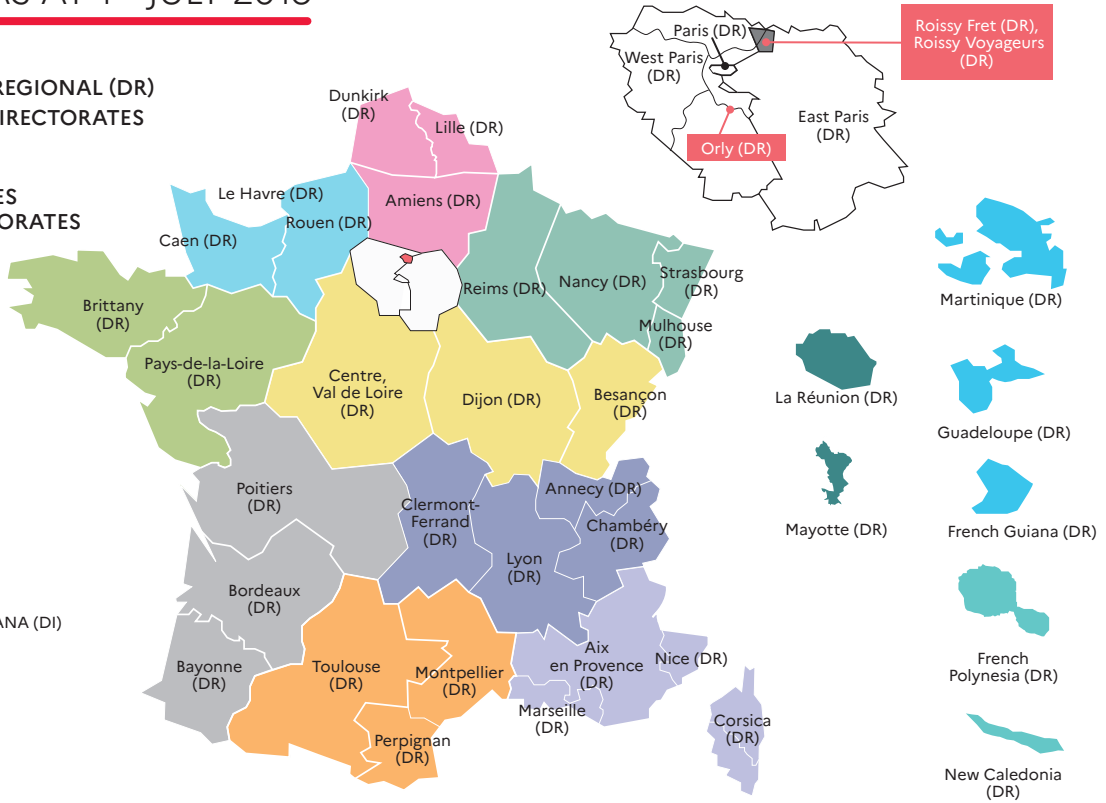 REGIONAL (DR)
DIRECTORATES
ANA (DI)
Dunkirk
(DR)
Lille (DR)
Le Havre (DR)
Amiens (DR)
Rouen (DR)
Caen (DR)
Brittany
(DR)
Reims (DR)
Nancy (DR)
Strasbourg
(DR)
Mulhouse
(DR)
Pays-de-la-Loire
(DR)
Centre,
Val de Loire
(DR)
Dijon (DR)
Besançon
(DR)
Poitiers
(DR)
Clermont-
Ferrand
(DR)
Annecy (DR)
Chambéry
(DR)
Lyon
(DR)
Bordeaux
(DR)
Bayonne
(DR)
Toulouse
(DR)
Montpellier
(DR)
Aix
en Provence
(DR)
Nice (DR)
Marseille
(DR)
Perpignan
(DR)
Corsica
(DR)
Paris (DR)
West Paris
(DR)
East Paris
(DR)
Roissy Fret (DR),
Roissy Voyageurs
(DR)
Orly (DR)
Martinique (DR)
La Réunion (DR)
Guadeloupe (DR)
Mayotte (DR)
French Guiana (DR)
French
Polynesia (DR)
New Caledonia
(DR)